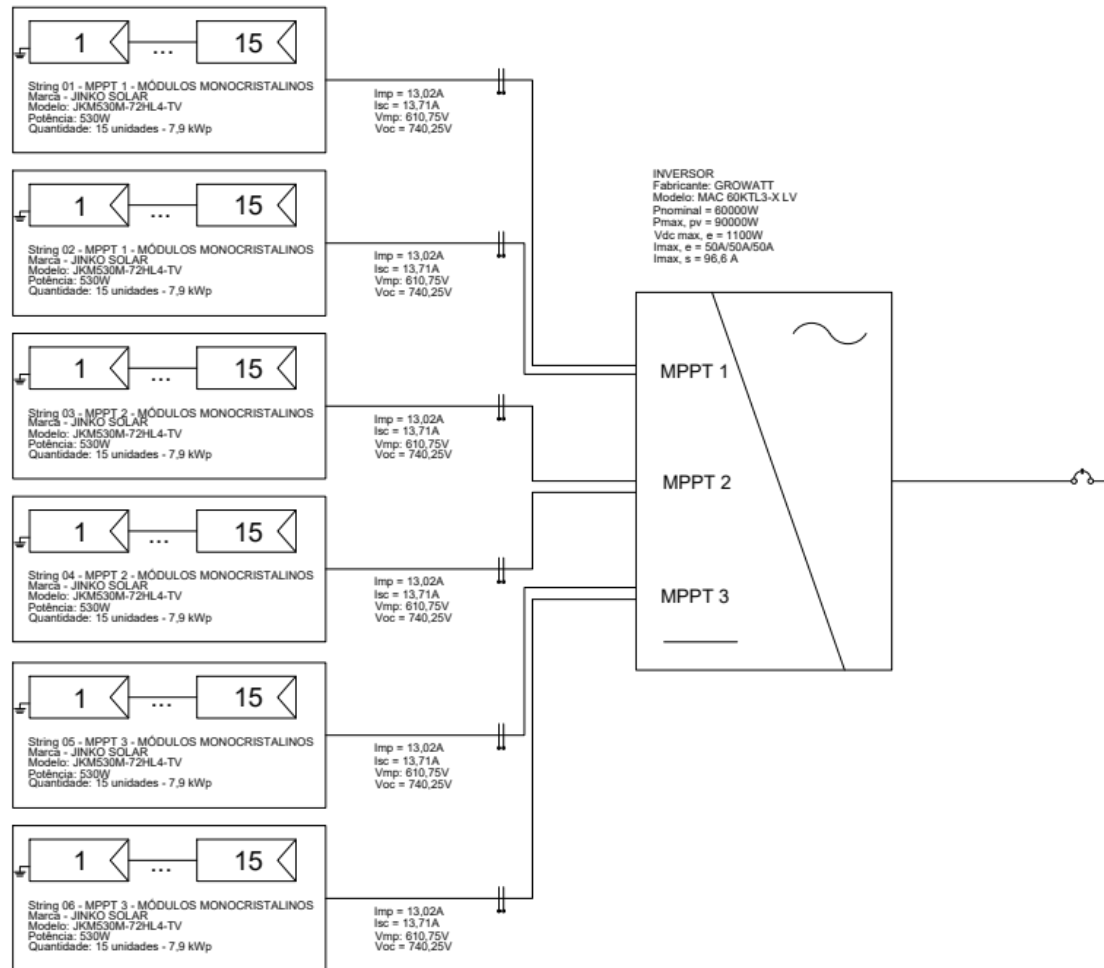 1 ... 15
String 01 - MPPT 1 - MÓDULOS MONOCRISTALINOS
Marca - JINKO SOLAR
Modelo: JKM530M-72HL4-TV
Potência: 530W
Quantidade: 15 unidades - 7,9 kWp
Imp = 13,02A
Isc = 13,71A
Vmp: 610,75V
Voc = 740,25V
1 ... 15
String 02 - MPPT 1 - MÓDULOS MONOCRISTALINOS
Marca - JINKO SOLAR
Modelo: JKM530M-72HL4-TV
Potência: 530W
Quantidade: 15 unidades - 7,9 kWp
Imp = 13,02A
Isc = 13,71A
Vmp: 610,75V
Voc = 740,25V
1 ... 15
String 03 - MPPT 2 - MÓDULOS MONOCRISTALINOS
Marca - JINKO SOLAR
Modelo: JKM530M-72HL4-TV
Potência: 530W
Quantidade: 15 unidades - 7,9 kWp
Imp = 13,02A
Isc = 13,71A
Vmp: 610,75V
Voc = 740,25V
1 ... 15
String 04 - MPPT 2 - MÓDULOS MONOCRISTALINOS
Marca - JINKO SOLAR
Modelo: JKM530M-72HL4-TV
Potência: 530W
Quantidade: 15 unidades - 7,9 kWp
Imp = 13,02A
Isc = 13,71A
Vmp: 610,75V
Voc = 740,25V
1 ... 15
String 05 - MPPT 3 - MÓDULOS MONOCRISTALINOS
Marca - JINKO SOLAR
Modelo: JKM530M-72HL4-TV
Potência: 530W
Quantidade: 15 unidades - 7,9 kWp
Imp = 13,02A
Isc = 13,71A
Vmp: 610,75V
Voc = 740,25V
1 ... 15
String 06 - MPPT 3 - MÓDULOS MONOCRISTALINOS
Marca - JINKO SOLAR
Modelo: JKM530M-72HL4-TV
Potência: 530W
Quantidade: 15 unidades - 7,9 kWp
Imp = 13,02A
Isc = 13,71A
Vmp: 610,75V
Voc = 740,25V
INVERSOR
Fabricante: GROWATT
Modelo: MAC 60KTL3-X LV
Pnominal = 60000W
Pmax, pv = 90000W
Vdc max, e = 1100W
Imax, e = 50A/50A/50A
Imax, s = 96,6 A
MPPT 1
MPPT 2
MPPT 3